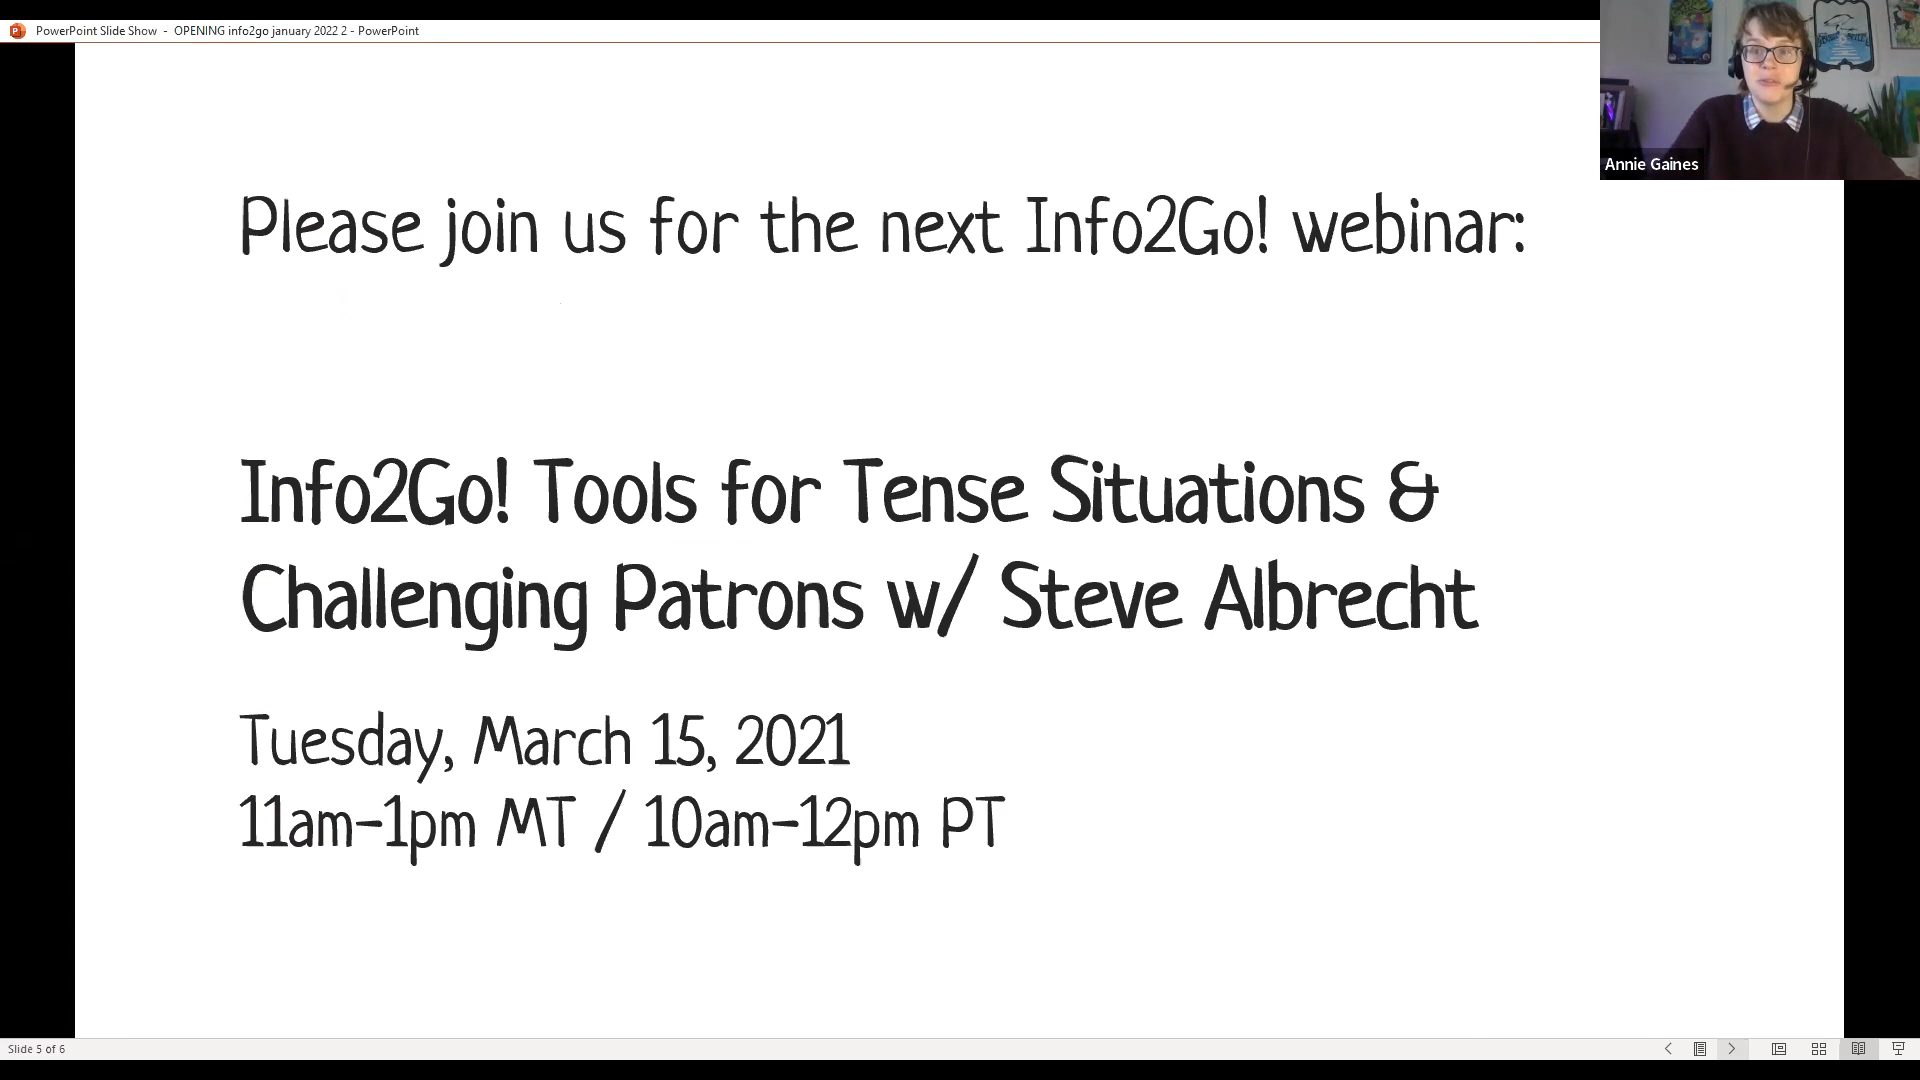 PowerPoint Slide Show - OPENING info2go january 2022 2 - PowerPoint
Annie Gaines
Please join us for the next Info2Go! webinar:
Info2Go! Tools for Tense Situations &
Challenging Patrons w/ Steve Albrecht
Tuesday, March 15, 2021
11am-1pm MT / 10am-12pm PT
Slide 5 of 6